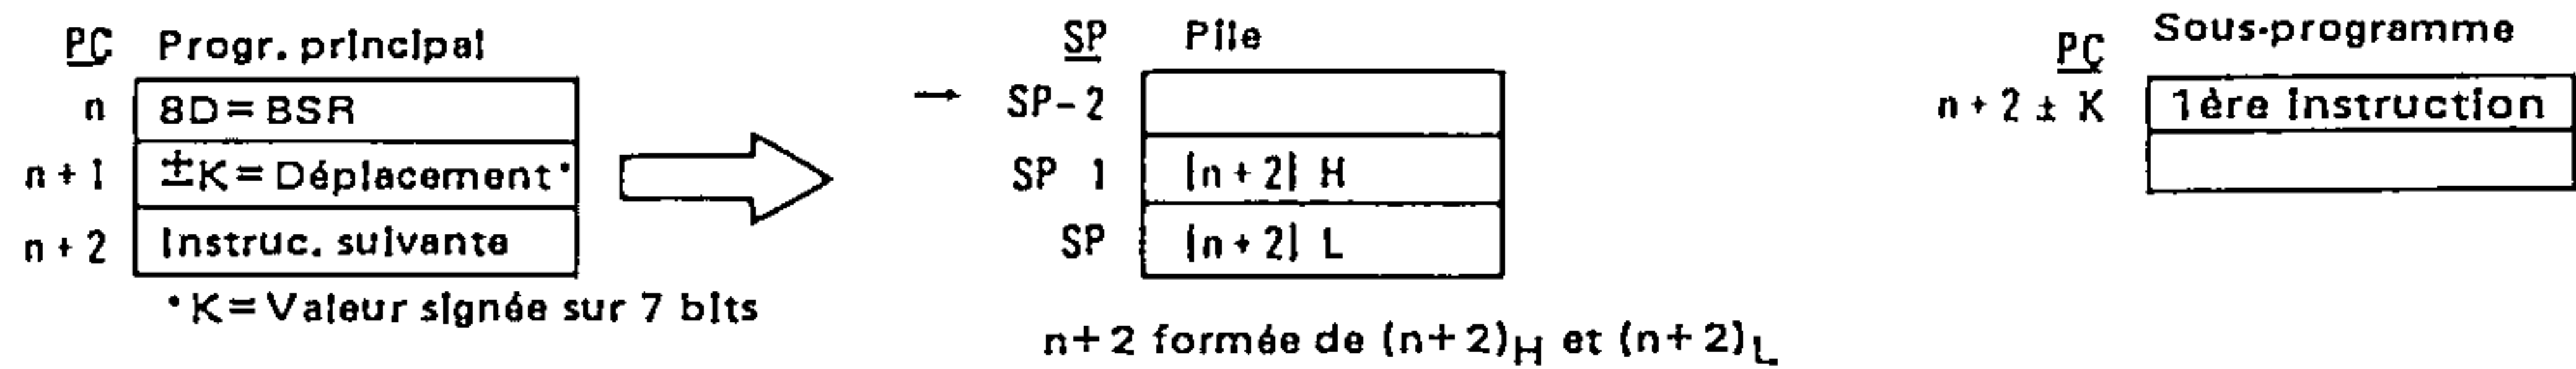 PC Progr. principal
n 8D = BSR
n + 1 ±K = Déplacement*
n + 2 Instruc. suivante
* K = Valeur signée sur 7 bits
SP Pile
→ SP - 2
SP 1 [n + 2] H
SP [n + 2] L
n + 2 formée de (n + 2)H et (n + 2)L
Sous-programme
PC
n + 2 ± K 1ère instruction